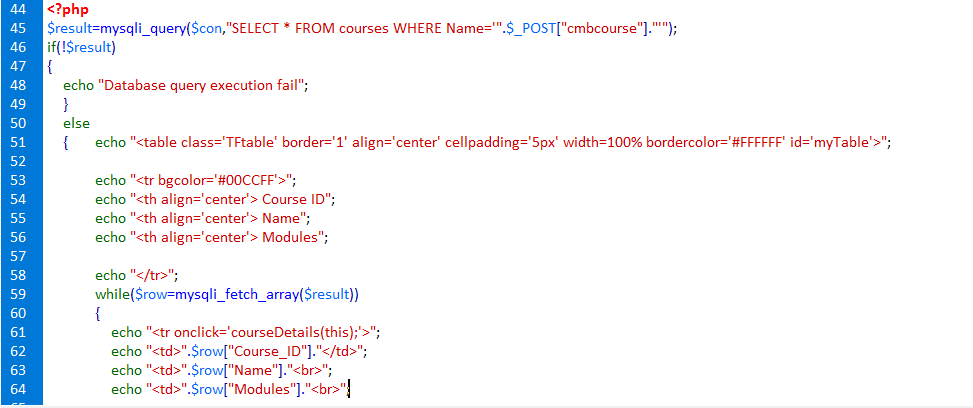 44 <?php
45 $result=mysqli_query($con,"SELECT * FROM courses WHERE Name='".$_POST["cmbcourse"]."'");
46 if(!$result)
47 {
48 echo "Database query execution fail";
49 }
50 else
51 { echo "<table class='TFtable' border='1' align='center' cellpadding='5px' width=100% bordercolor='#FFFFFF' id='myTable'>";
52
53 echo "<tr bgcolor='#00CCFF'>";
54 echo "<th align='center'> Course ID";
55 echo "<th align='center'> Name";
56 echo "<th align='center'> Modules";
57
58 echo "</tr>";
59 while($row=mysqli_fetch_array($result))
60 {
61 echo "<tr onclick='courseDetails(this);'>";
62 echo "<td>".$row["Course_ID"]."</td>";
63 echo "<td>".$row["Name"]."<br>";
64 echo "<td>".$row["Modules"]."<br>";